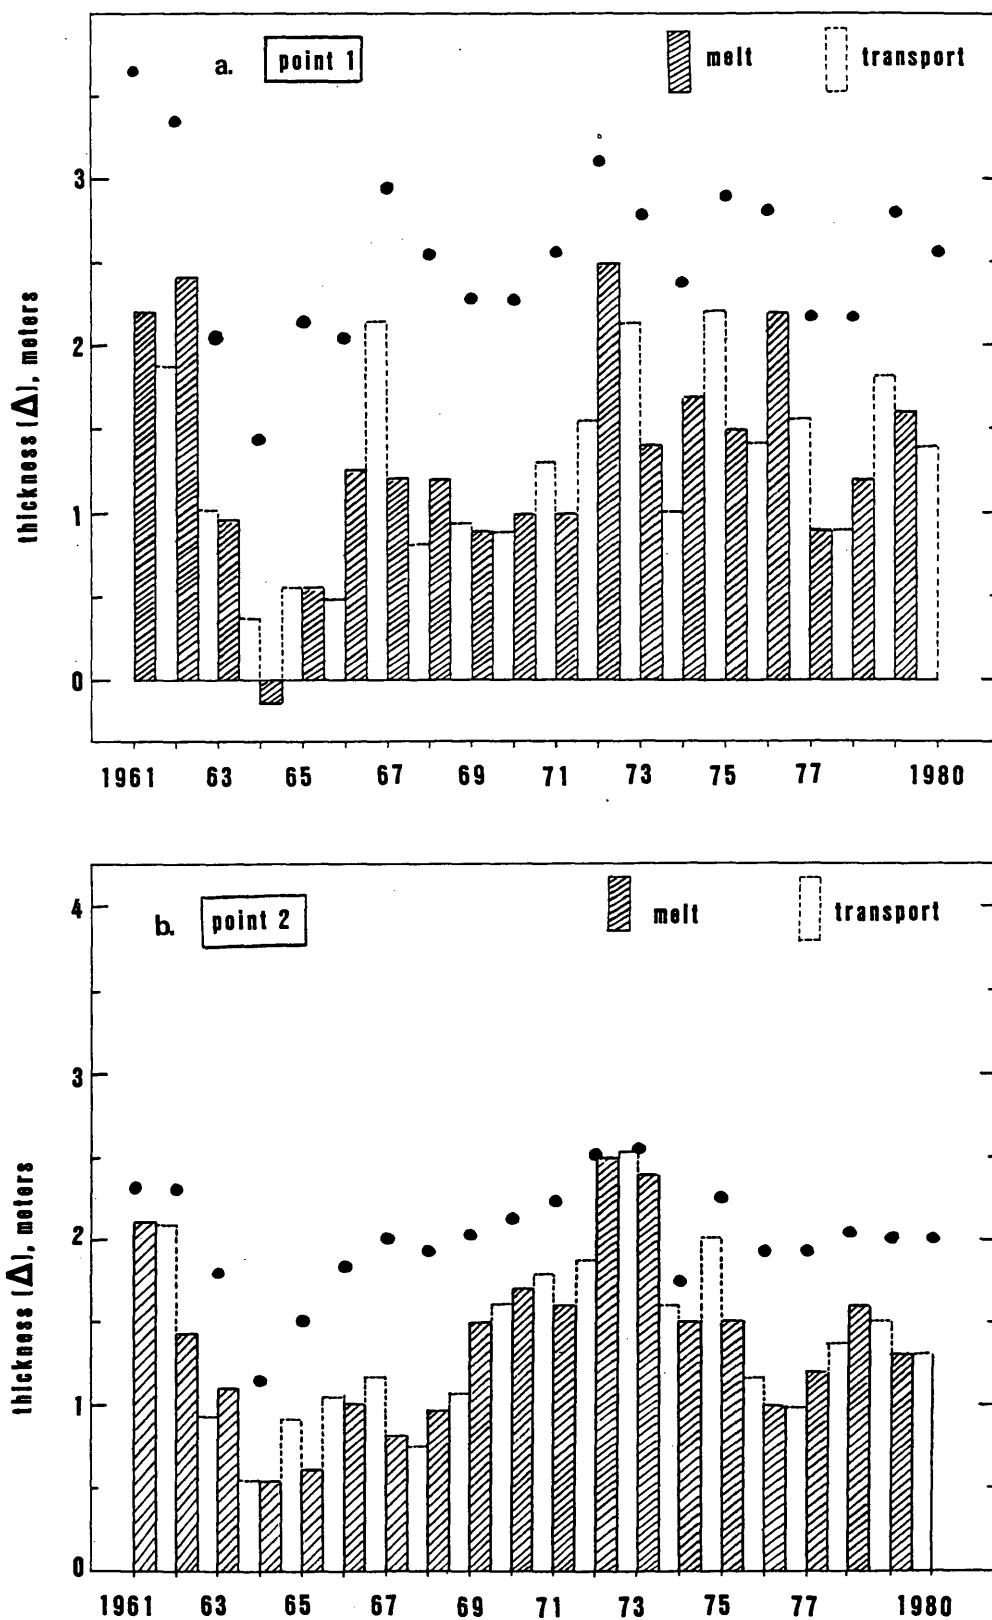 a. point 1 melt transport
3
2
1
0
thickness (Δ), meters
1961 63 65 67 69 71 73 75 77 1980
b. point 2 melt transport
4
3
2
1
0
thickness (Δ), meters
1961 63 65 67 69 71 73 75 77 1980